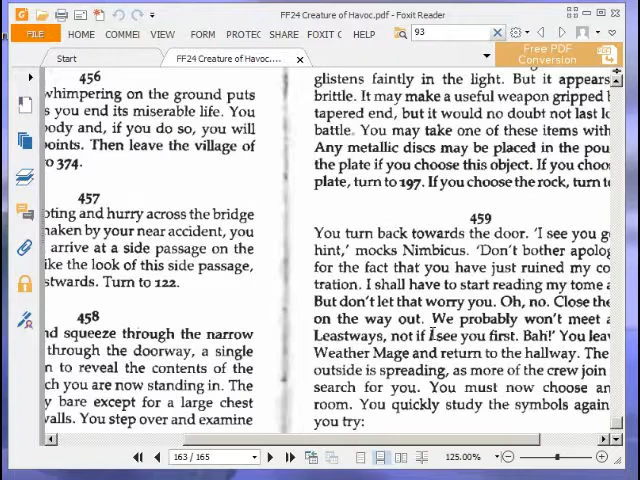 FF24 Creature of Havoc.pdf - Foxit Reader
FILE HOME COMMEN VIEW FORM PROTEC SHARE FOXIT C HELP 93
Free PDF
Conversion
Start FF24 Creature of Havoc....
456
whimpering on the ground puts
s you end its miserable life. You
ody and, if you do so, you will
oints. Then leave the village of
o 374.
457
oting and hurry across the bridge
haken by your near accident, you
arrive at a side passage on the
ike the look of this side passage,
stwards. Turn to 122.
458
nd squeeze through the narrow
through the doorway, a single
n to reveal the contents of the
ch you are now standing in. The
y bare except for a large chest
walls. You step over and examine
glistens faintly in the light. But it appears
brittle. It may make a useful weapon gripped b
tapered end, but it would no doubt not last lo
battle. You may take one of these items with
Any metallic discs may be placed in the pou
the plate if you choose this object. If you choo
plate, turn to 197. If you choose the rock, turn to
459
You turn back towards the door. 'I see you g
hint,' mocks Nimbicus. 'Don't bother apolog
for the fact that you have just ruined my co
tration. I shall have to start reading my tome a
But don't let that worry you. Oh, no. Close the
on the way out. We probably won't meet a
Leastways, not if I see you first. Bah!' You leav
Weather Mage and return to the hallway. The
outside is spreading, as more of the crew join
search for you. You must now choose an
room. You quickly study the symbols again
you try:
163 / 165 125.00%